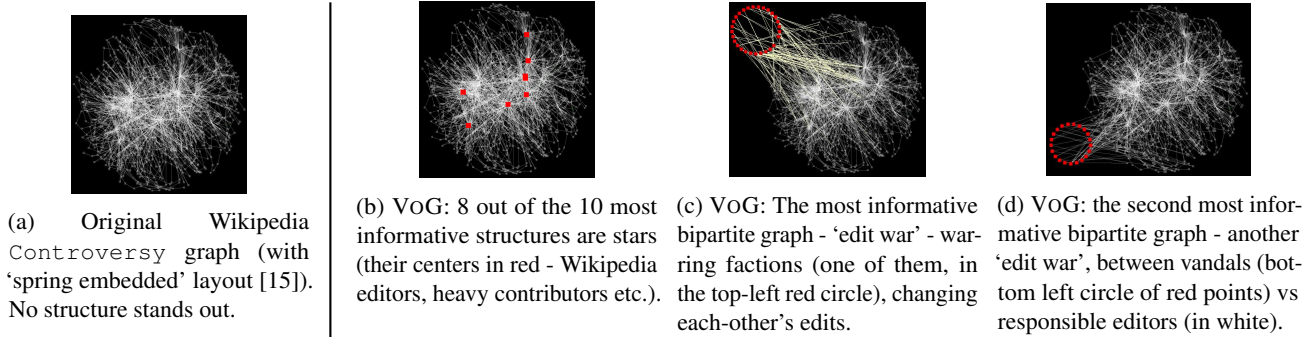 (a) Original Wikipedia
Controversy graph (with
‘spring embedded’ layout [15]).
No structure stands out.
(b) VOG: 8 out of the 10 most
informative structures are stars
(their centers in red - Wikipedia
editors, heavy contributors etc.).
(c) VOG: The most informative
bipartite graph - ‘edit war’ - war-
ring factions (one of them, in
the top-left red circle), changing
each-other’s edits.
(d) VOG: the second most infor-
mative bipartite graph - another
‘edit war’, between vandals (bot-
tom left circle of red points) vs
responsible editors (in white).